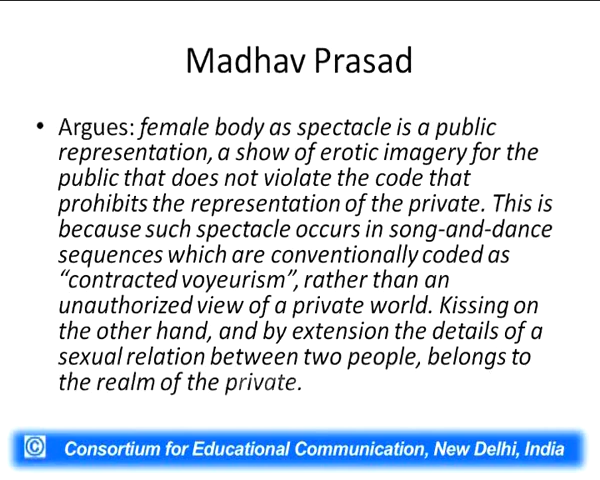 Madhav Prasad
• Argues: female body as spectacle is a public
representation, a show of erotic imagery for the
public that does not violate the code that
prohibits the representation of the private. This is
because such spectacle occurs in song-and-dance
sequences which are conventionally coded as
“contracted voyeurism”, rather than an
unauthorized view of a private world. Kissing on
the other hand, and by extension the details of a
sexual relation between two people, belongs to
the realm of the private.
© Consortium for Educational Communication, New Delhi, India